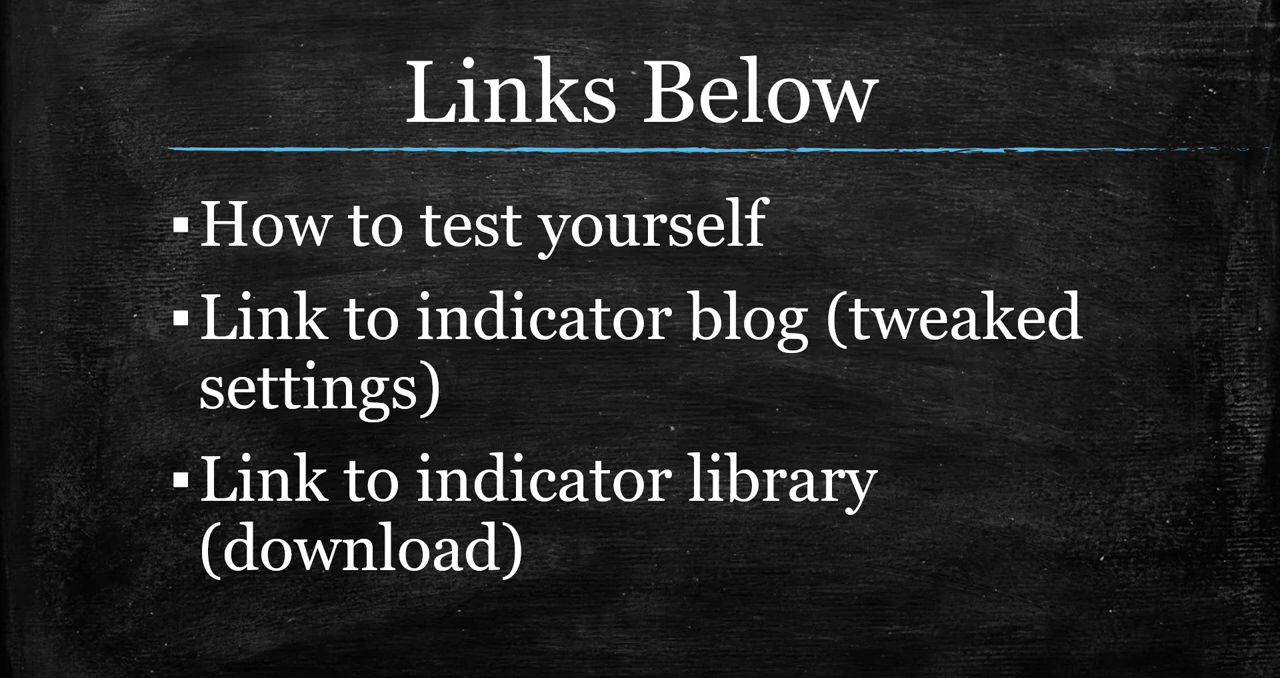 Links Below
▪ How to test yourself
▪ Link to indicator blog (tweaked
settings)
▪ Link to indicator library
(download)